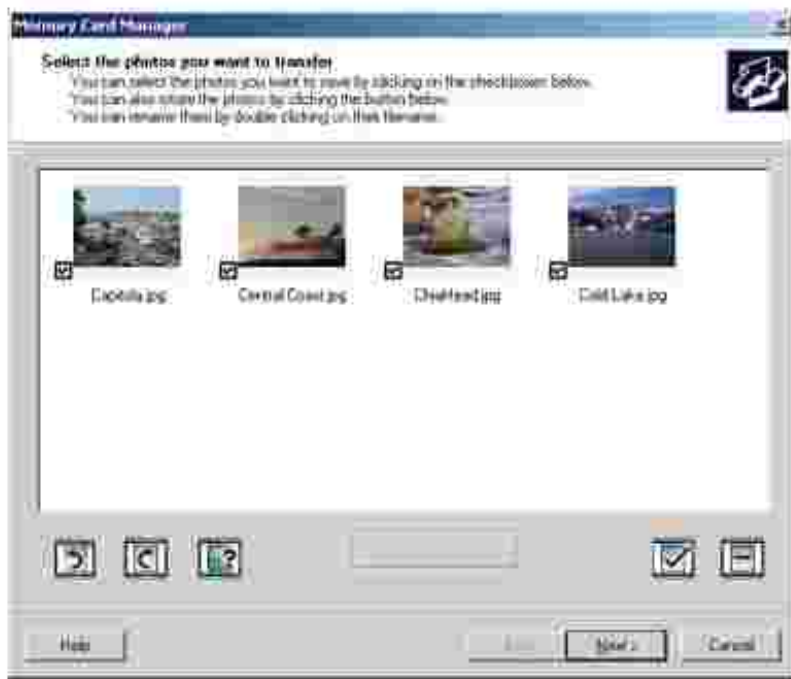 Memory Card Manager
Select the photos you want to transfer
You can select the photos you want to save by clicking on the checkboxes below.
You can also rotate the photos by clicking the button below.
You can rename them by double clicking on their filename.
Capitola.jpg
Central Coast.jpg
Cold Lake.jpg
?
Help
Next >
Cancel